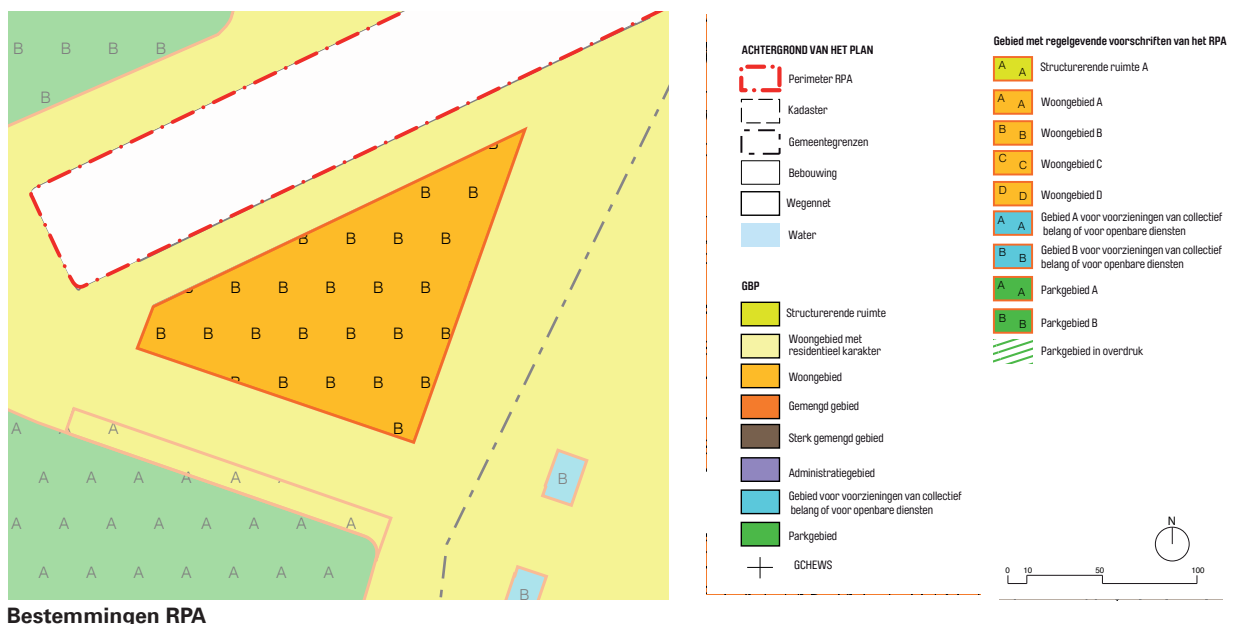 B B B B
B
B
B B
B B B B
B B B B B B
B B B B B B B
B B B B B
A A B
A A A A A B
A A A A A A A A
A A A A A A A
B
Bestemmingen RPA
ACHTERGROND VAN HET PLAN
Perimeter RPA
Kadaster
Gemeentegrenzen
Bebouwing
Wegennet
Water
GBP
Structurerende ruimte
Woongebied met
residentieel karakter
Woongebied
Gemengd gebied
Sterk gemengd gebied
Administratiegebied
Gebied voor voorzieningen van collectief
belang of voor openbare diensten
Parkgebied
GCHEWS
Gebied met regelgevende voorschriften van het RPA
A A Structurerende ruimte A
A A Woongebied A
B B Woongebied B
C C Woongebied C
D D Woongebied D
A A Gebied A voor voorzieningen van collectief
belang of voor openbare diensten
B B Gebied B voor voorzieningen van collectief
belang of voor openbare diensten
A A Parkgebied A
B B Parkgebied B
Parkgebied in overdruk
N
0 10 50 100